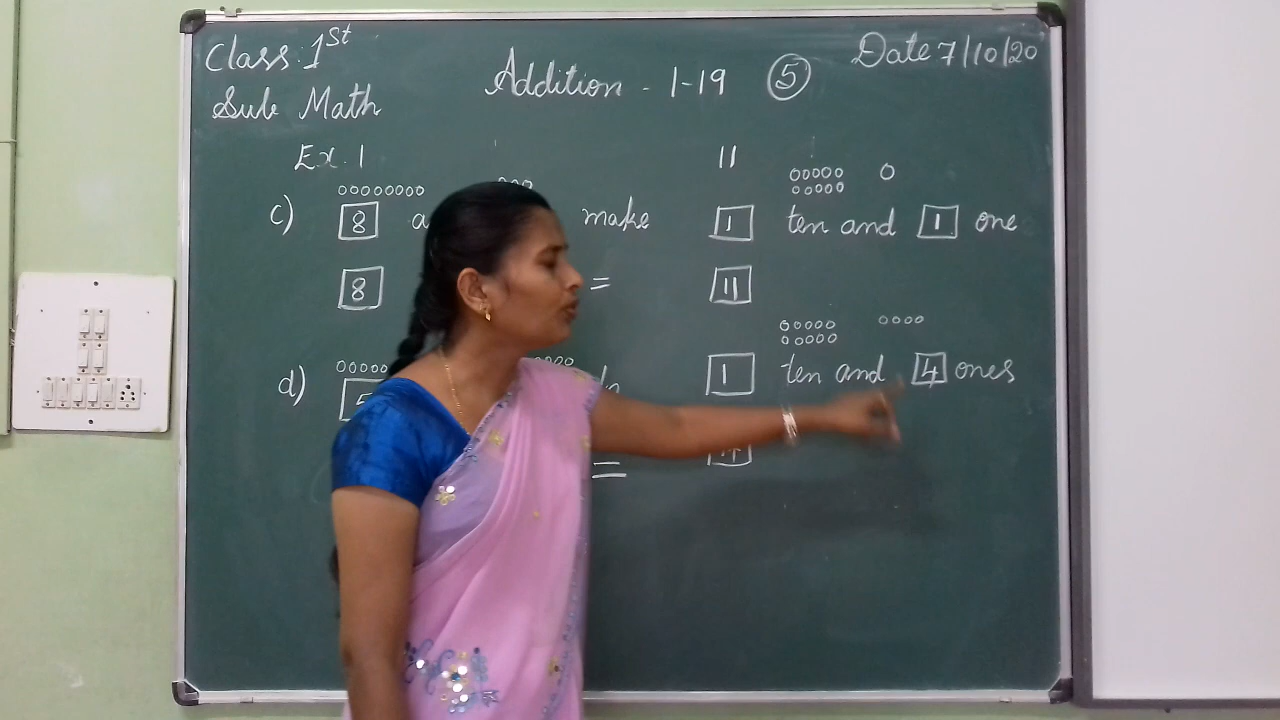 Class: 1st
Sub Math
Addition - 1-19 5
Date 7/10/20
Ex. 1
11
c) 8 make 1 ten and 1 one
8 = 11
d) 1 ten and 4 ones
=